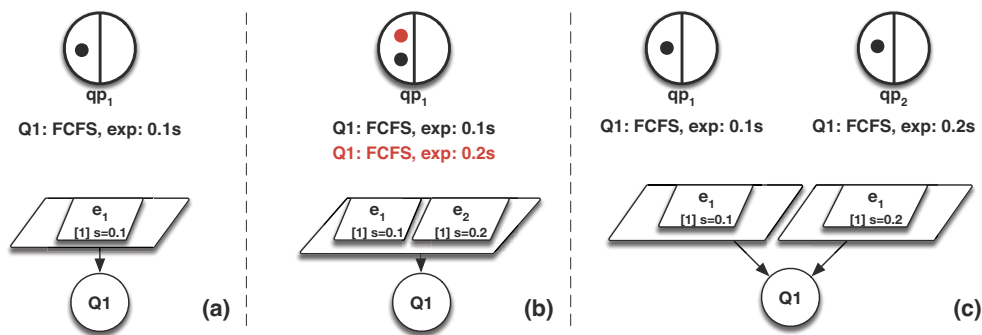 qp1
Q1: FCFS, exp: 0.1s
e1
[1] s=0.1
Q1
(a)
qp1
Q1: FCFS, exp: 0.1s
Q1: FCFS, exp: 0.2s
e1
[1] s=0.1
e2
[1] s=0.2
Q1
(b)
qp1
Q1: FCFS, exp: 0.1s
qp2
Q1: FCFS, exp: 0.2s
e1
[1] s=0.1
e1
[1] s=0.2
Q1
(c)